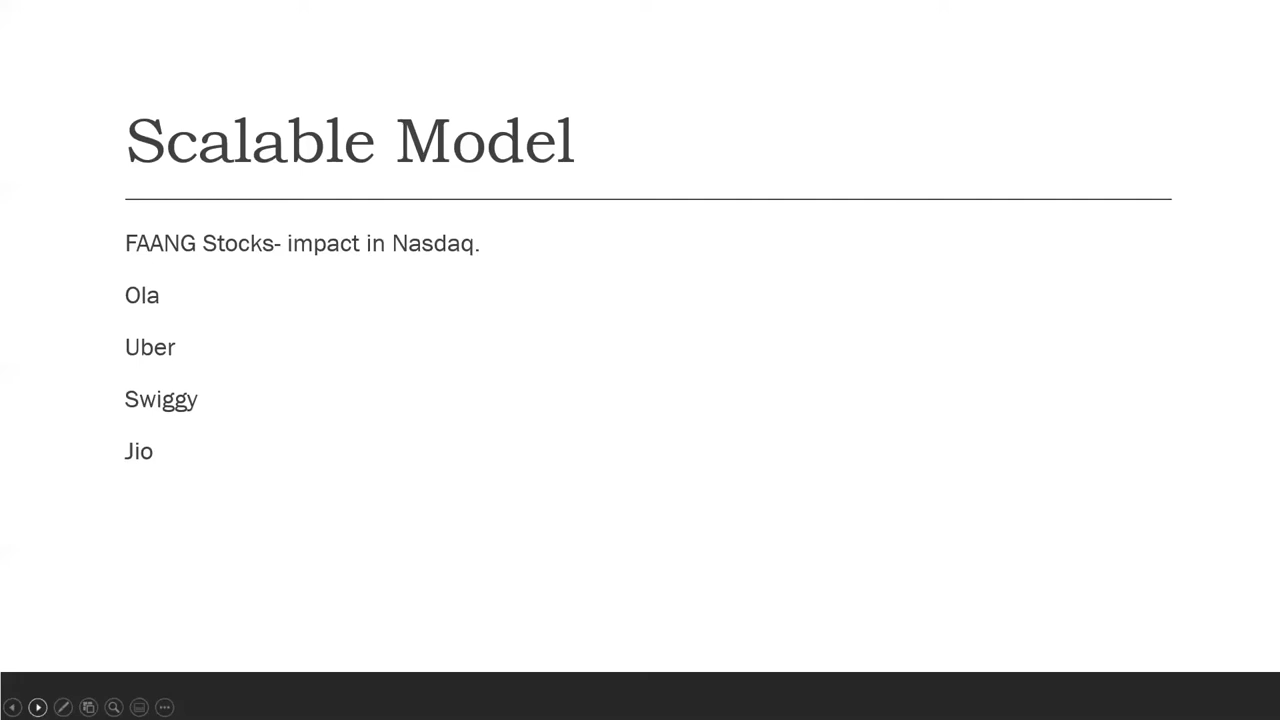 Scalable Model
FAANG Stocks- impact in Nasdaq.
Ola
Uber
Swiggy
Jio